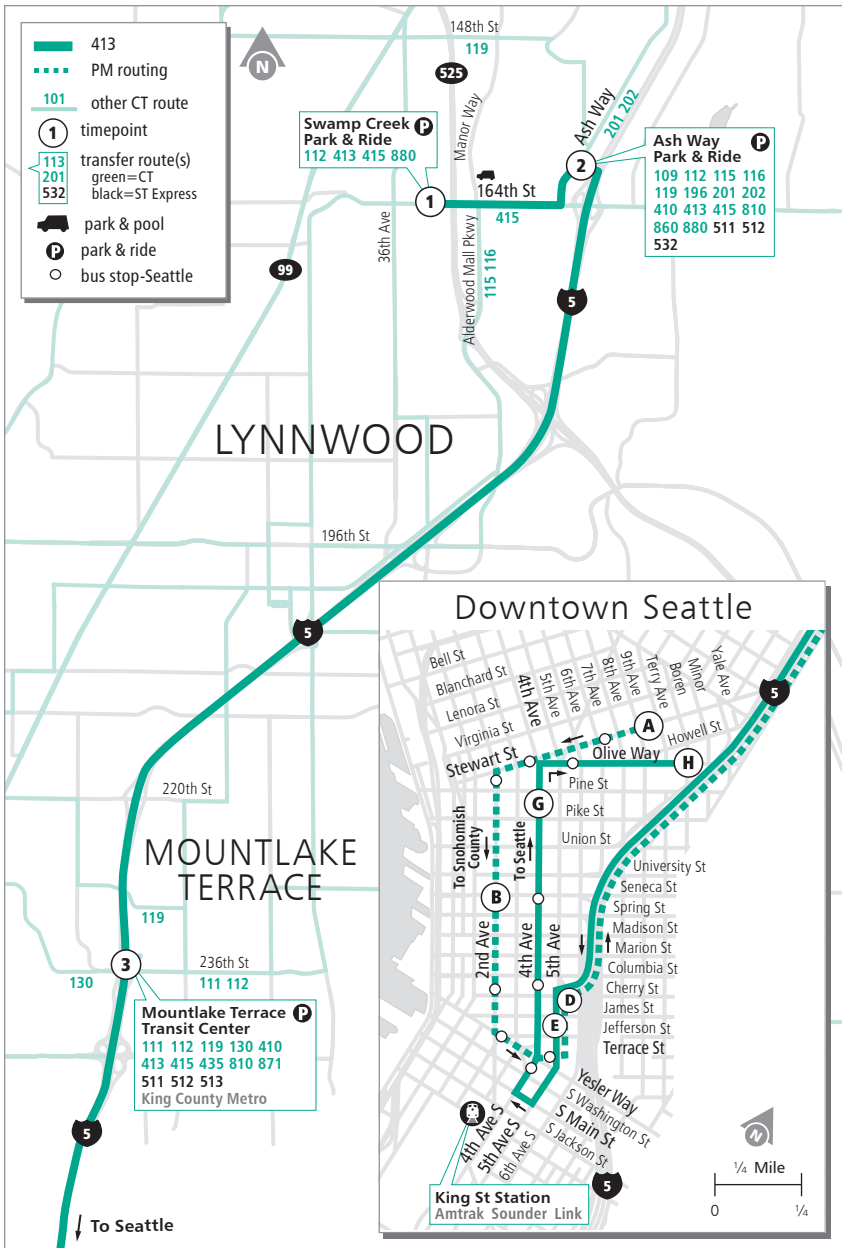 413
PM routing
101
other CT route
1
timepoint
113
201
532
transfer route(s)
green=CT
black=ST Express
park & pool
P
park & ride
bus stop-Seattle
N
148th St
119
525
Manor Way
Ash Way
201 202
Swamp Creek P
Park & Ride
112 413 415 880
1
164th St
415
2
Ash Way P
Park & Ride
109 112 115 116
119 196 201 202
410 413 415 810
860 880 511 512
532
36th Ave
99
Alderwood Mall Pkwy
115 116
5
LYNNWOOD
196th St
5
220th St
MOUNTLAKE
TERRACE
119
3
236th St
130
111 112
Mountlake Terrace P
Transit Center
111 112 119 130 410
413 415 435 810 871
511 512 513
King County Metro
5
To Seattle
Downtown Seattle
Bell St
Blanchard St
Lenora St
Virginia St
Stewart St
4th Ave
5th Ave
6th Ave
7th Ave
8th Ave
9th Ave
Terry Ave
Boren
Minor
Yale Ave
5
A
Howell St
Olive Way
H
Pine St
G
Pike St
Union St
To Snohomish
County
To Seattle
University St
Seneca St
Spring St
Madison St
Marion St
Columbia St
Cherry St
James St
Jefferson St
Terrace St
B
2nd Ave
4th Ave
5th Ave
D
E
Yesler Way
S Washington St
S Main St
S Jackson St
4th Ave S
5th Ave S
6th Ave S
King St Station
Amtrak Sounder Link
5
N
1/4 Mile
0
1/4